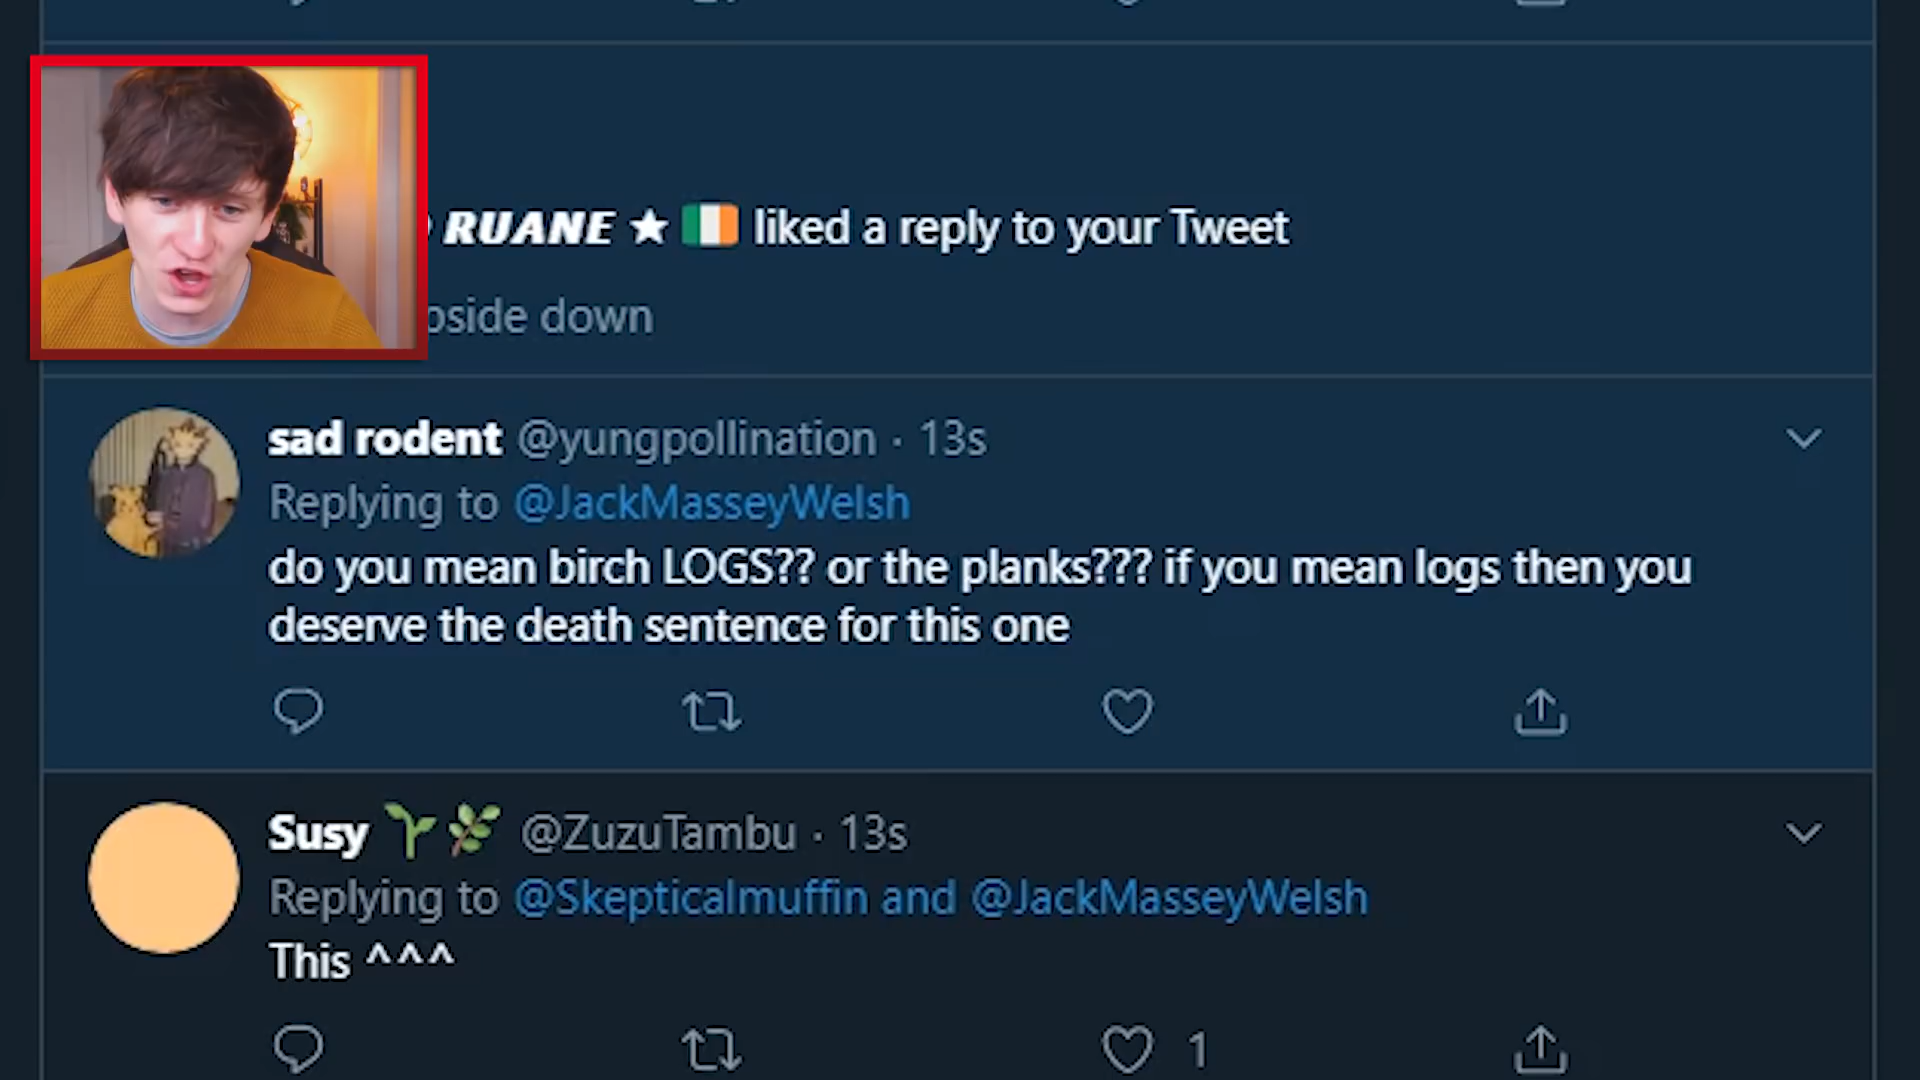 RUANE ★ 🇮🇪 liked a reply to your Tweet
down
sad rodent @yungpollination · 13s
Replying to @JackMasseyWelsh
do you mean birch LOGS?? or the planks??? if you mean logs then you
deserve the death sentence for this one
Susy 🌱🌿 @ZuzuTambu · 13s
Replying to @Skepticalmuffin and @JackMasseyWelsh
This ^^^
1